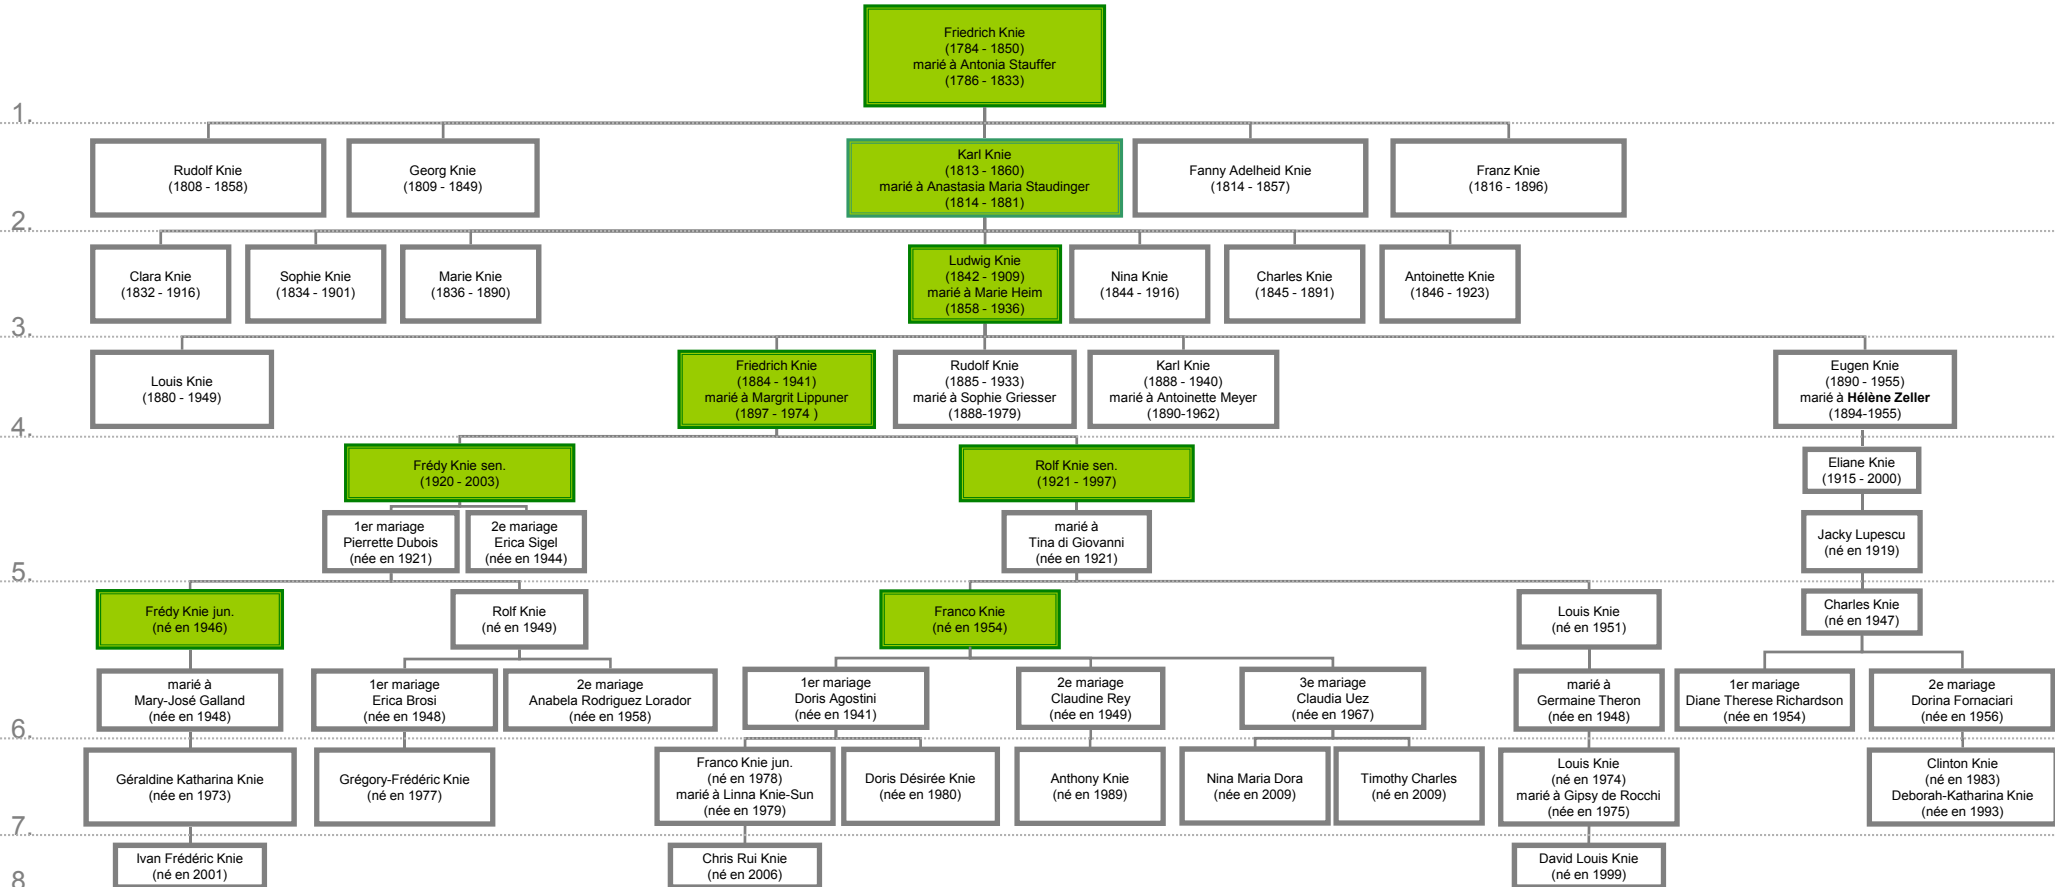 Friedrich Knie
(1784 - 1850)
marié à Antonia Stauffer
(1786 - 1833)
1.
Rudolf Knie
(1808 - 1858)
Georg Knie
(1809 - 1849)
Karl Knie
(1813 - 1860)
marié à Anastasia Maria Staudinger
(1814 - 1881)
Fanny Adelheid Knie
(1814 - 1857)
Franz Knie
(1816 - 1896)
2.
Clara Knie
(1832 - 1916)
Sophie Knie
(1834 - 1901)
Marie Knie
(1836 - 1890)
Ludwig Knie
(1842 - 1909)
marié à Marie Heim
(1858 - 1936)
Nina Knie
(1844 - 1916)
Charles Knie
(1845 - 1891)
Antoinette Knie
(1846 - 1923)
3.
Louis Knie
(1880 - 1949)
Friedrich Knie
(1884 - 1941)
marié à Margrit Lippuner
(1897 - 1974 )
Rudolf Knie
(1885 - 1933)
marié à Sophie Griesser
(1888-1979)
Karl Knie
(1888 - 1940)
marié à Antoinette Meyer
(1890-1962)
Eugen Knie
(1890 - 1955)
marié à Hélène Zeller
(1894-1955)
4.
Frédy Knie sen.
(1920 - 2003)
Rolf Knie sen.
(1921 - 1997)
Eliane Knie
(1915 - 2000)
1er mariage
Pierrette Dubois
(née en 1921)
2e mariage
Erica Sigel
(née en 1944)
marié à
Tina di Giovanni
(née en 1921)
Jacky Lupescu
(né en 1919)
5.
Frédy Knie jun.
(né en 1946)
Rolf Knie
(né en 1949)
Franco Knie
(né en 1954)
Louis Knie
(né en 1951)
Charles Knie
(né en 1947)
marié à
Mary-José Galland
(née en 1948)
1er mariage
Erica Brosi
(née en 1948)
2e mariage
Anabela Rodriguez Lorador
(née en 1958)
1er mariage
Doris Agostini
(née en 1941)
2e mariage
Claudine Rey
(née en 1949)
3e mariage
Claudia Uez
(née en 1967)
marié à
Germaine Theron
(née en 1948)
1er mariage
Diane Therese Richardson
(née en 1954)
2e mariage
Dorina Fornaciari
(née en 1956)
6.
Géraldine Katharina Knie
(née en 1973)
Grégory-Frédéric Knie
(né en 1977)
Franco Knie jun.
(né en 1978)
marié à Linna Knie-Sun
(née en 1979)
Doris Désirée Knie
(née en 1980)
Anthony Knie
(né en 1989)
Nina Maria Dora
(née en 2009)
Timothy Charles
(né en 2009)
Louis Knie
(né en 1974)
marié à Gipsy de Rocchi
(née en 1975)
Clinton Knie
(né en 1983)
Deborah-Katharina Knie
(née en 1993)
7.
Ivan Frédéric Knie
(né en 2001)
Chris Rui Knie
(né en 2006)
David Louis Knie
(né en 1999)
8